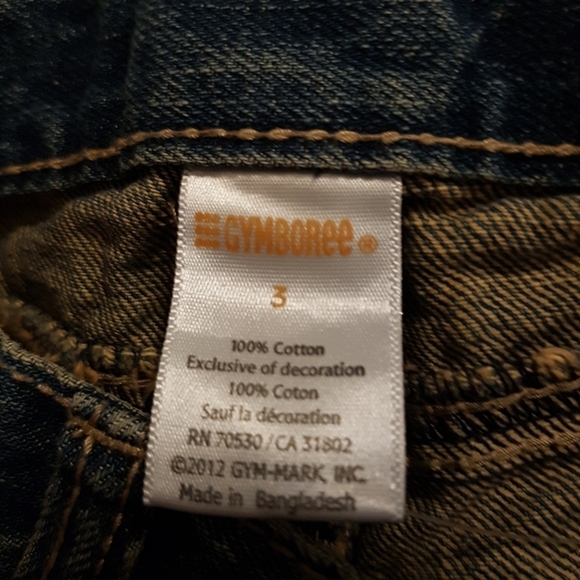 GYMBOREE®
3
100% Cotton
Exclusive of decoration
100% Coton
Sauf la décoration
RN 70530/CA 31802
©2012 GYM-MARK, INC.
Made in Bangladesh